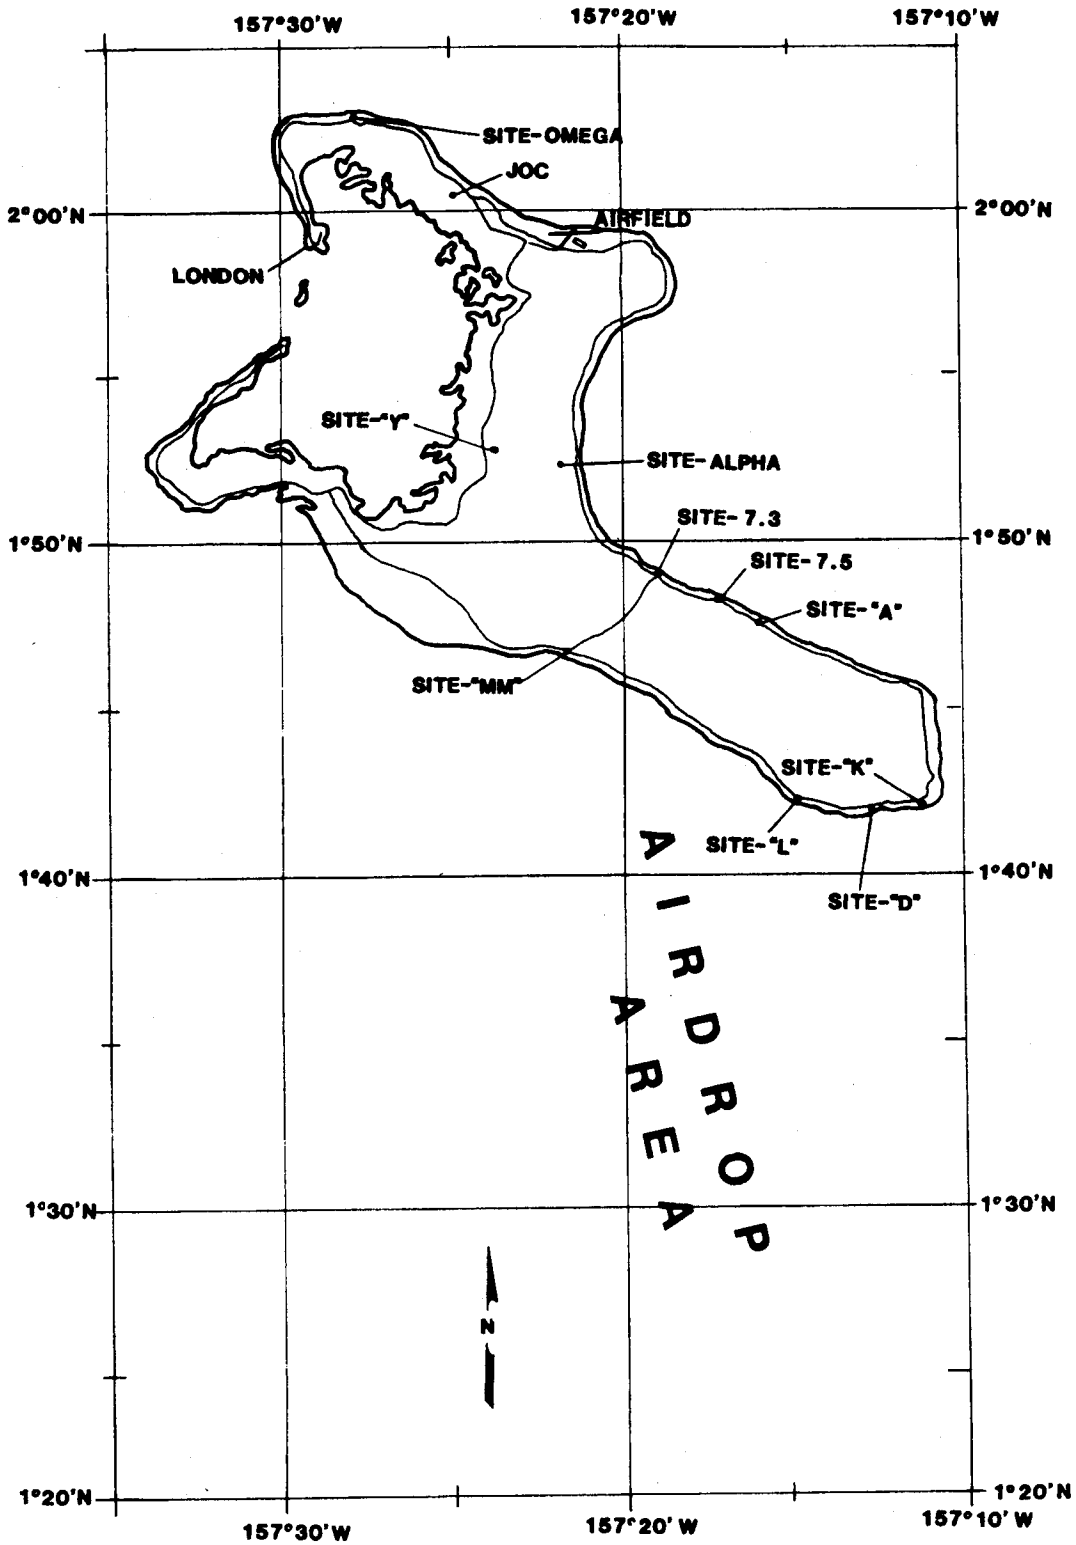 157°30'W 157°20'W 157°10'W
SITE-OMEGA
JOC
2°00'N 2°00'N
AIRFIELD
LONDON
SITE-"Y"
SITE-ALPHA
SITE-7.3
1°50'N 1°50'N
SITE-7.5
SITE-"A"
SITE-"MM"
SITE-"K"
SITE-"L"
1°40'N 1°40'N
SITE-"D"
AIRDROP
AREA
1°30'N 1°30'N
N
1°20'N 1°20'N
157°30'W 157°20'W 157°10'W